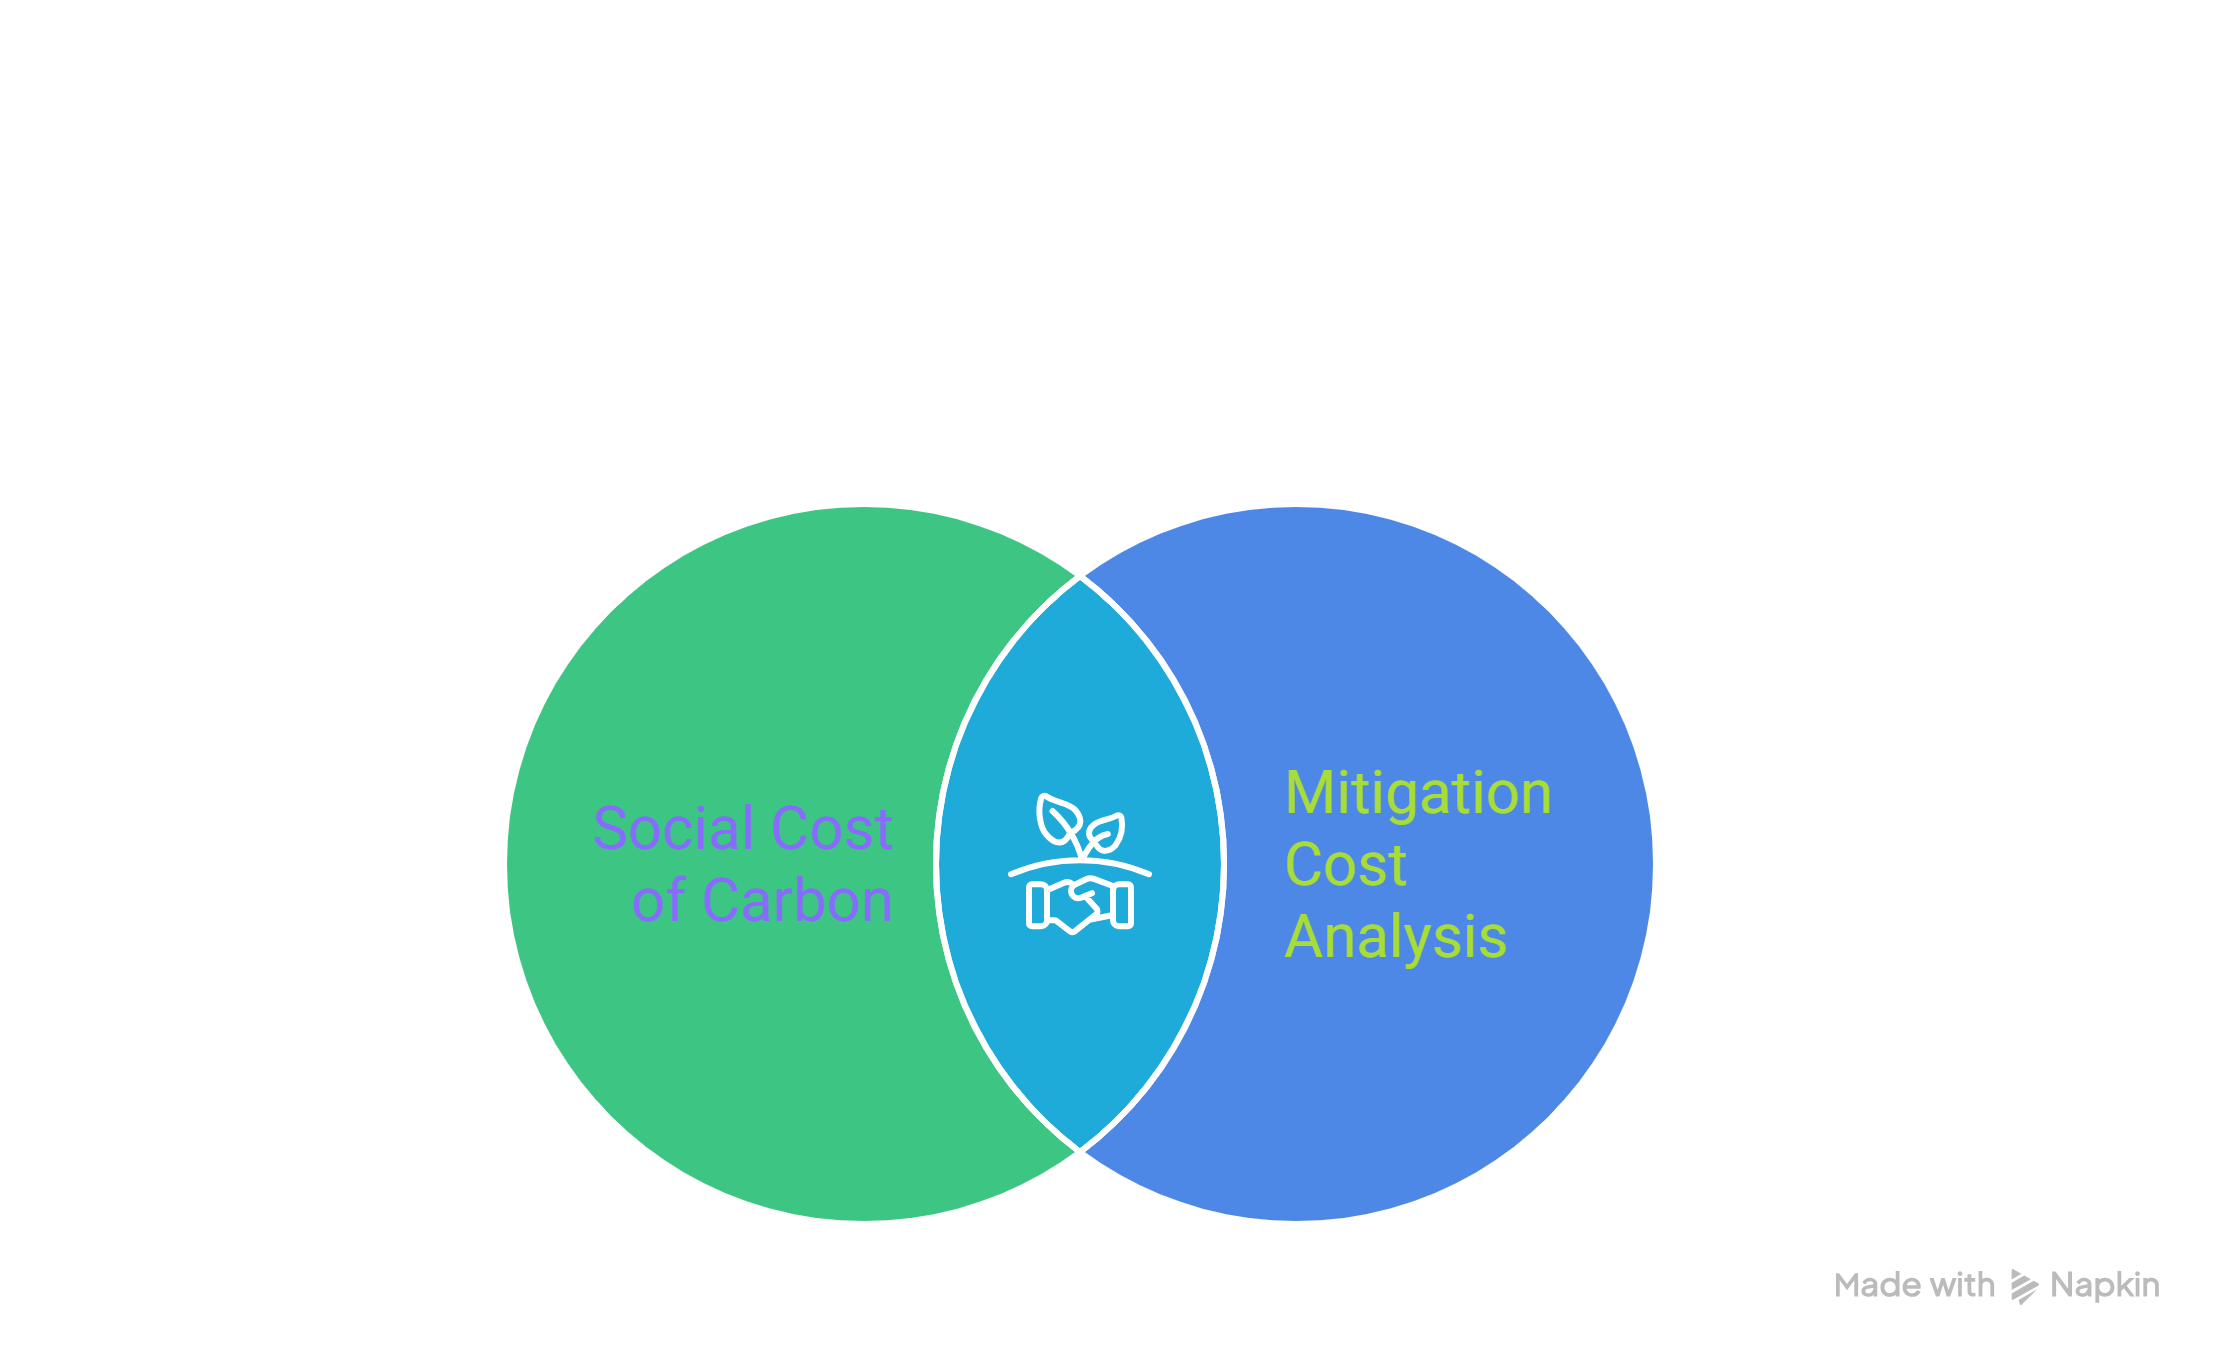 Social Cost
of Carbon
Mitigation
Cost
Analysis
Made with Napkin